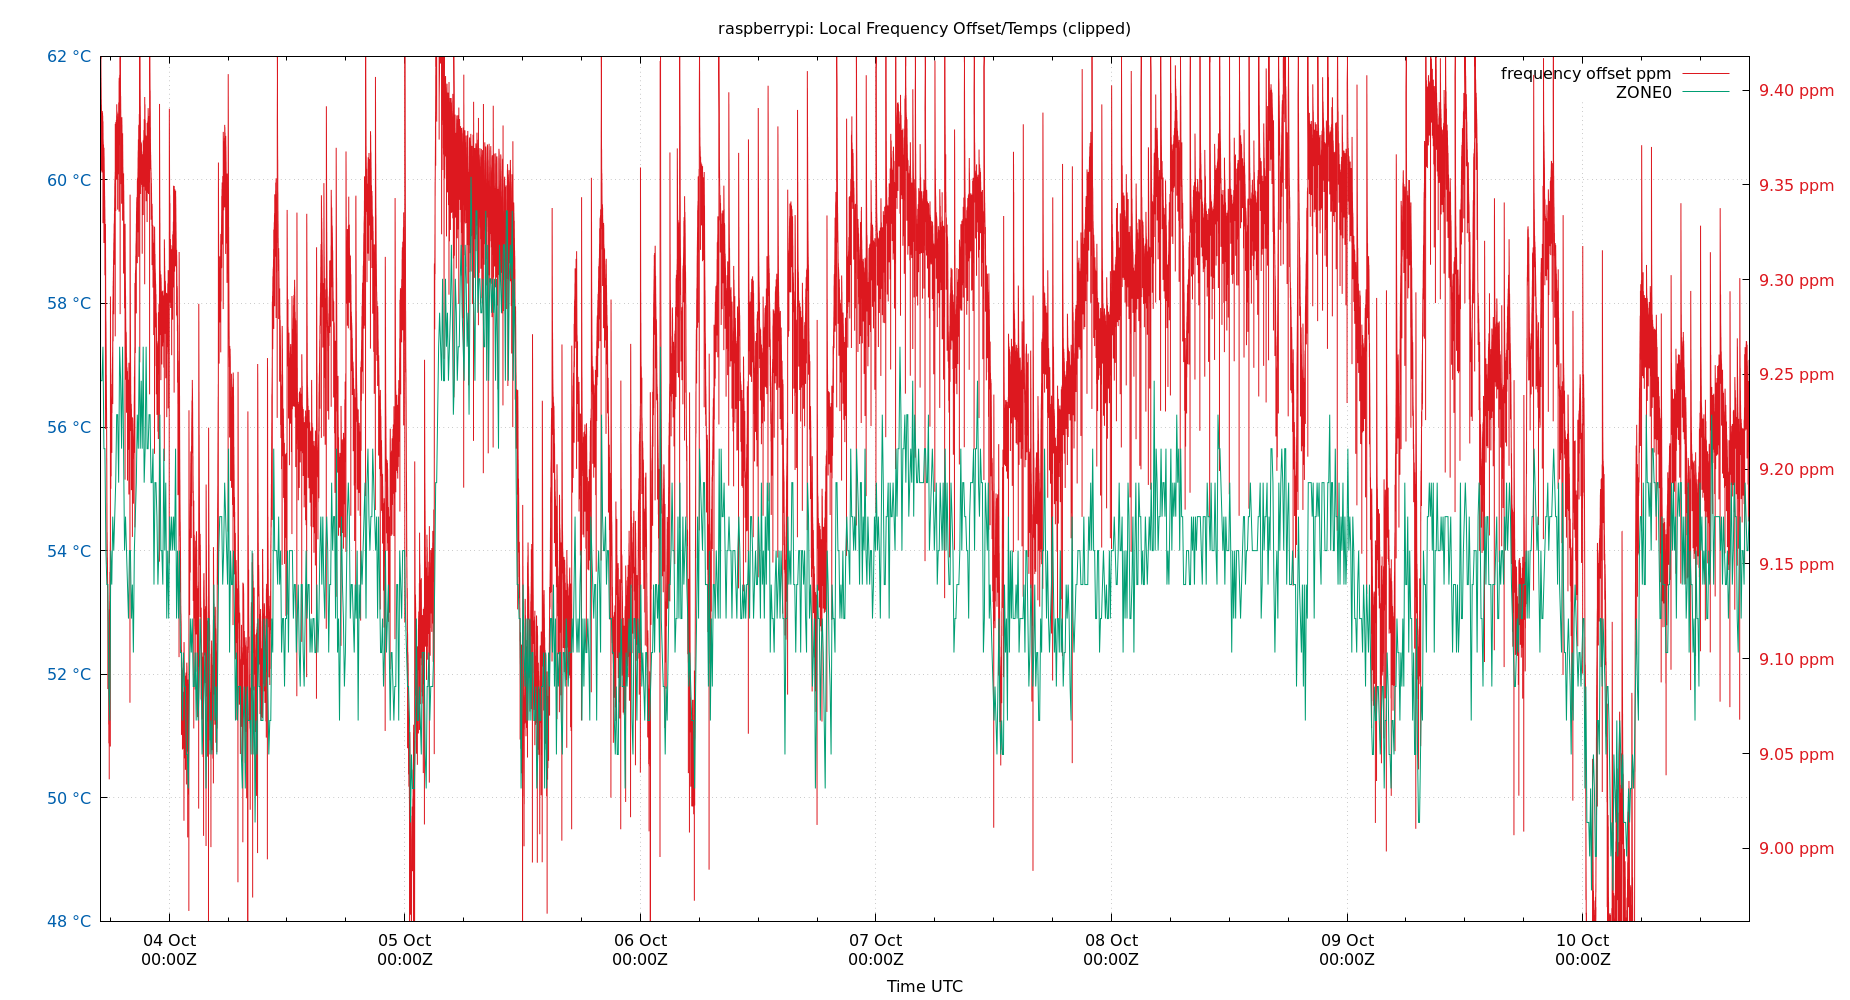 raspberrypi: Local Frequency Offset/Temps (clipped)
62 °C
60 °C
58 °C
56 °C
54 °C
52 °C
50 °C
48 °C
frequency offset ppm
ZONE0
9.40 ppm
9.35 ppm
9.30 ppm
9.25 ppm
9.20 ppm
9.15 ppm
9.10 ppm
9.05 ppm
9.00 ppm
04 Oct
00:00Z
05 Oct
00:00Z
06 Oct
00:00Z
07 Oct
00:00Z
08 Oct
00:00Z
09 Oct
00:00Z
10 Oct
00:00Z
Time UTC